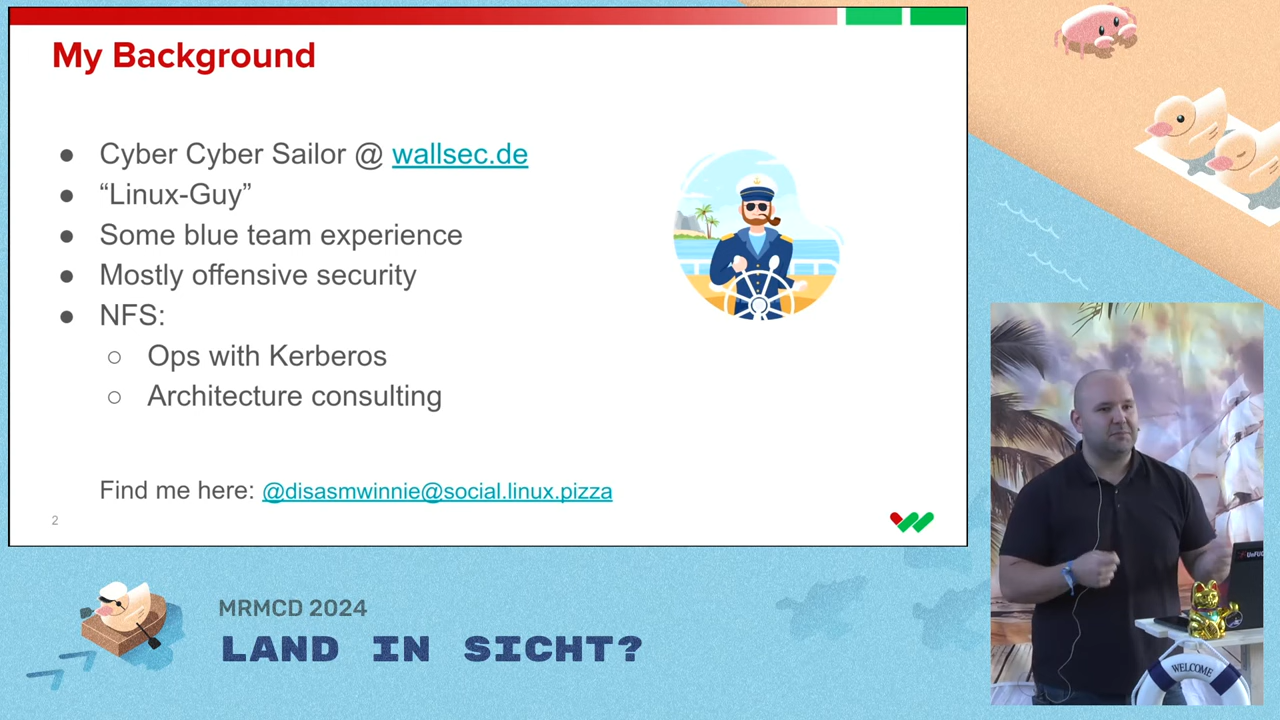 My Background
● Cyber Cyber Sailor @ wallsec.de
● “Linux-Guy”
● Some blue team experience
● Mostly offensive security
● NFS:
○ Ops with Kerberos
○ Architecture consulting
Find me here: @disasmwinnie@social.linux.pizza
2
MRMCD 2024
LAND IN SICHT?
WELCOME